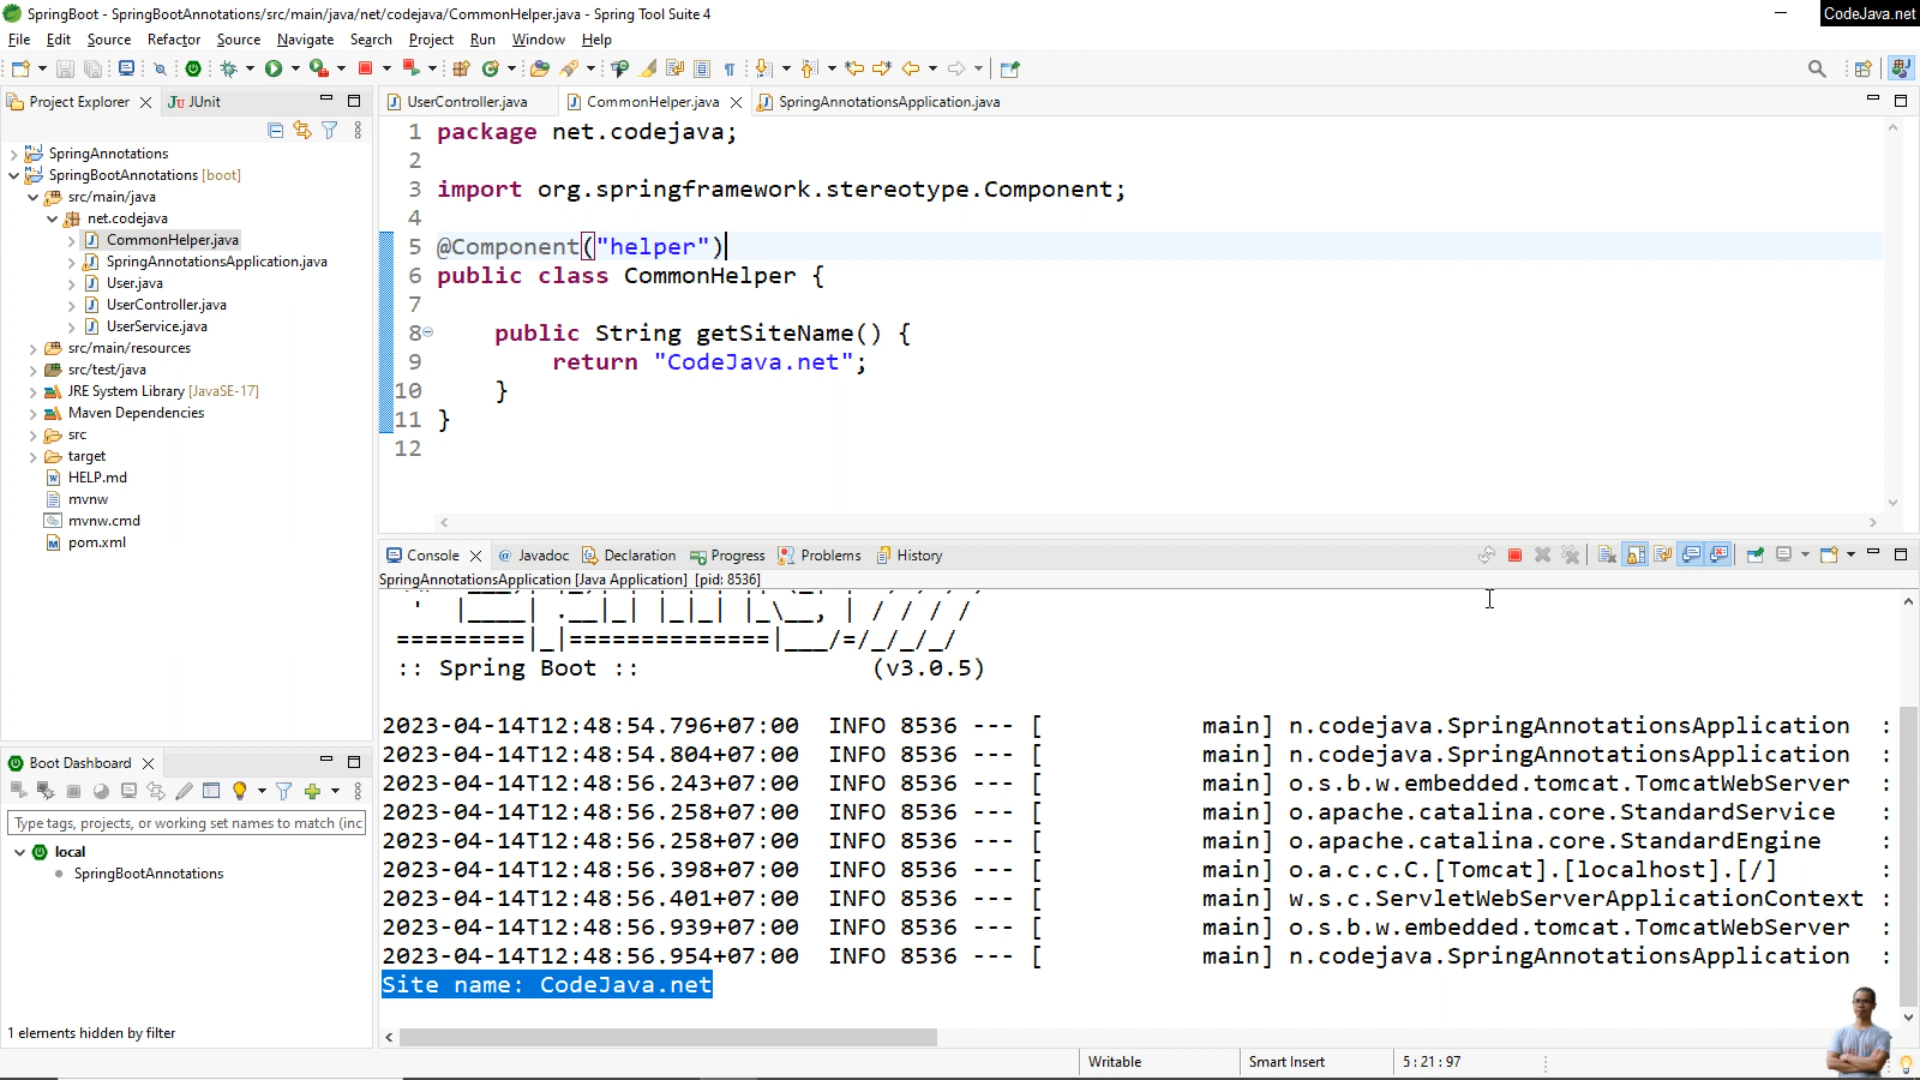 SpringBoot - SpringBootAnnotations/src/main/java/net/codejava/CommonHelper.java - Spring Tool Suite 4
CodeJava.net
File Edit Source Refactor Source Navigate Search Project Run Window Help
Project Explorer JUnit
UserController.java CommonHelper.java SpringAnnotationsApplication.java
SpringAnnotations
SpringBootAnnotations [boot]
src/main/java
net.codejava
CommonHelper.java
SpringAnnotationsApplication.java
User.java
UserController.java
UserService.java
src/main/resources
src/test/java
JRE System Library [JavaSE-17]
Maven Dependencies
src
target
HELP.md
mvnw
mvnw.cmd
pom.xml
1 package net.codejava;
2
3 import org.springframework.stereotype.Component;
4
5 @Component("helper")
6 public class CommonHelper {
7
8 public String getSiteName() {
9 return "CodeJava.net";
10 }
11 }
12
Console Javadoc Declaration Progress Problems History
SpringAnnotationsApplication [Java Application] [pid: 8536]
' |____| .__|_| |_|_| |_\__, | / / / /
=========|_|==============|___/=/_/_/_/
:: Spring Boot :: (v3.0.5)
2023-04-14T12:48:54.796+07:00 INFO 8536 --- [ main] n.codejava.SpringAnnotationsApplication :
2023-04-14T12:48:54.804+07:00 INFO 8536 --- [ main] n.codejava.SpringAnnotationsApplication :
2023-04-14T12:48:56.243+07:00 INFO 8536 --- [ main] o.s.b.w.embedded.tomcat.TomcatWebServer :
2023-04-14T12:48:56.258+07:00 INFO 8536 --- [ main] o.apache.catalina.core.StandardService :
2023-04-14T12:48:56.258+07:00 INFO 8536 --- [ main] o.apache.catalina.core.StandardEngine :
2023-04-14T12:48:56.398+07:00 INFO 8536 --- [ main] o.a.c.c.C.[Tomcat].[localhost].[/] :
2023-04-14T12:48:56.401+07:00 INFO 8536 --- [ main] w.s.c.ServletWebServerApplicationContext :
2023-04-14T12:48:56.939+07:00 INFO 8536 --- [ main] o.s.b.w.embedded.tomcat.TomcatWebServer :
2023-04-14T12:48:56.954+07:00 INFO 8536 --- [ main] n.codejava.SpringAnnotationsApplication :
Site name: CodeJava.net
Boot Dashboard
Type tags, projects, or working set names to match (inc
local
SpringBootAnnotations
1 elements hidden by filter
Writable Smart Insert 5 : 21 : 97